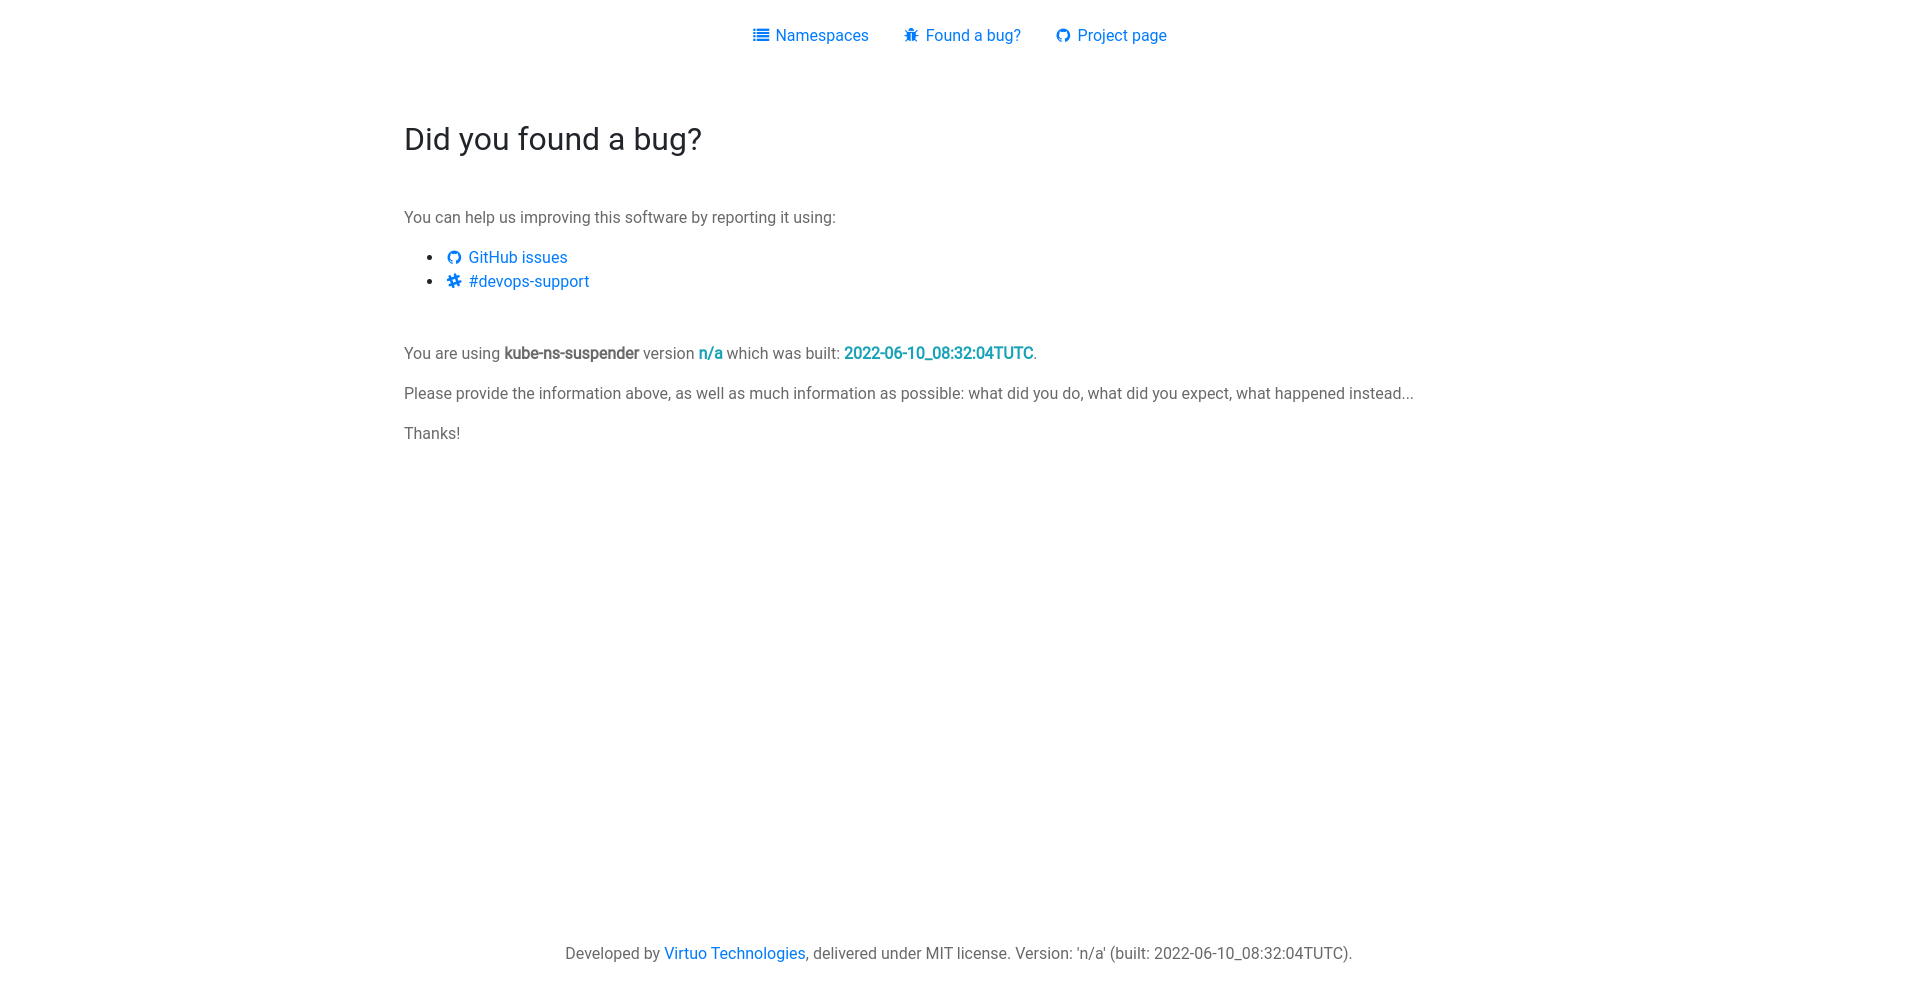 Namespaces Found a bug? Project page
Did you found a bug?
You can help us improving this software by reporting it using:
GitHub issues
#devops-support
You are using kube-ns-suspender version n/a which was built: 2022-06-10_08:32:04TUTC.
Please provide the information above, as well as much information as possible: what did you do, what did you expect, what happened instead...
Thanks!
Developed by Virtuo Technologies, delivered under MIT license. Version: 'n/a' (built: 2022-06-10_08:32:04TUTC).